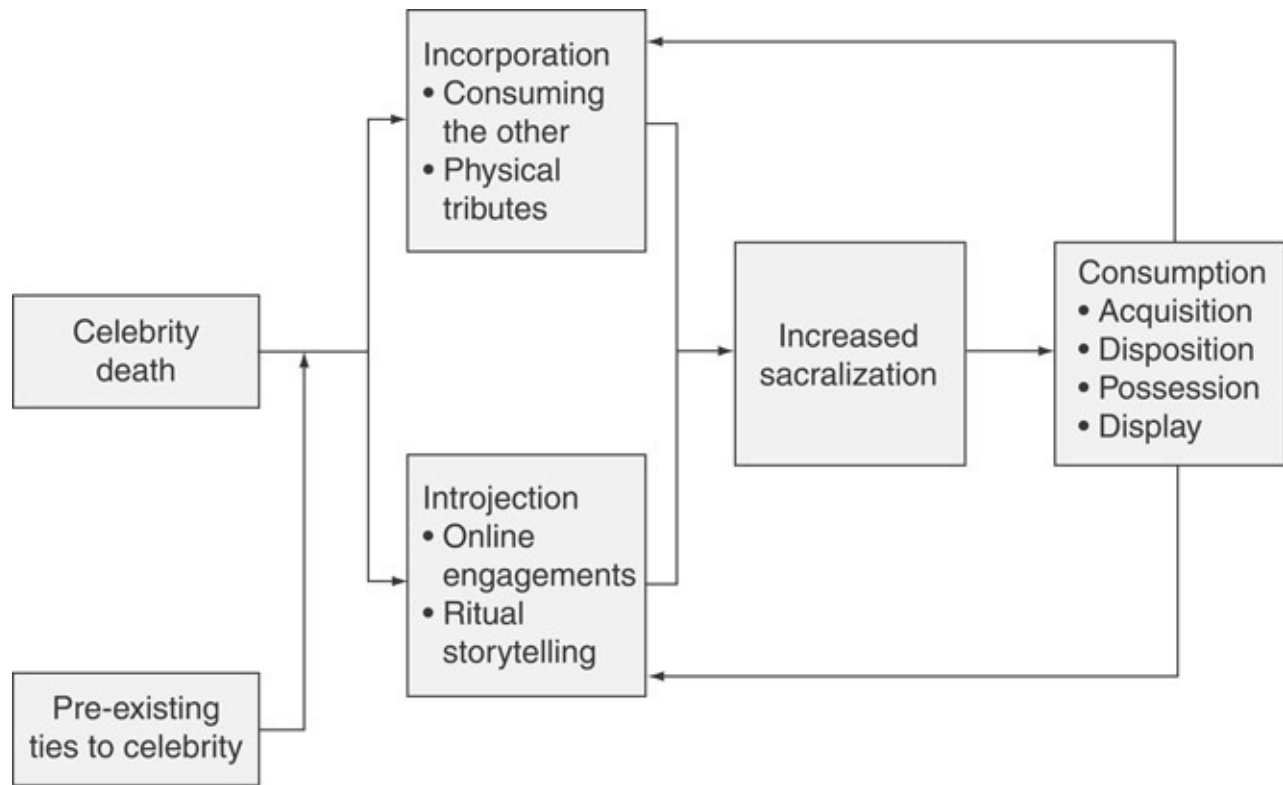 Incorporation
• Consuming
the other
• Physical
tributes
Celebrity
death
Increased
sacralization
Consumption
• Acquisition
• Disposition
• Possession
• Display
Introjection
• Online
engagements
• Ritual
storytelling
Pre-existing
ties to celebrity